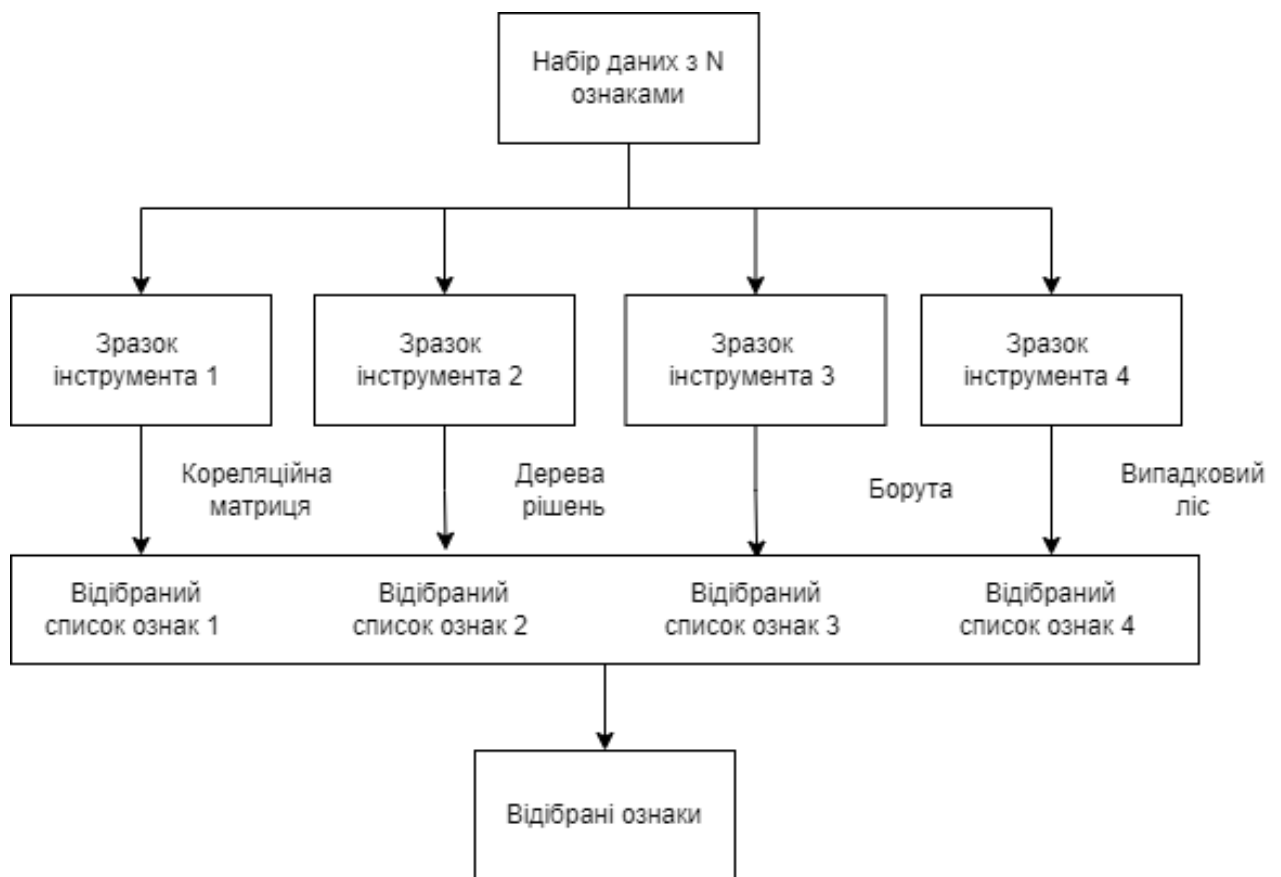 Набір даних з N
ознаками
Зразок
інструмента 1
Зразок
інструмента 2
Зразок
інструмента 3
Зразок
інструмента 4
Кореляційна
матриця
Дерева
рішень
Борута
Випадковий
ліс
Відібраний
список ознак 1
Відібраний
список ознак 2
Відібраний
список ознак 3
Відібраний
список ознак 4
Відібрані ознаки